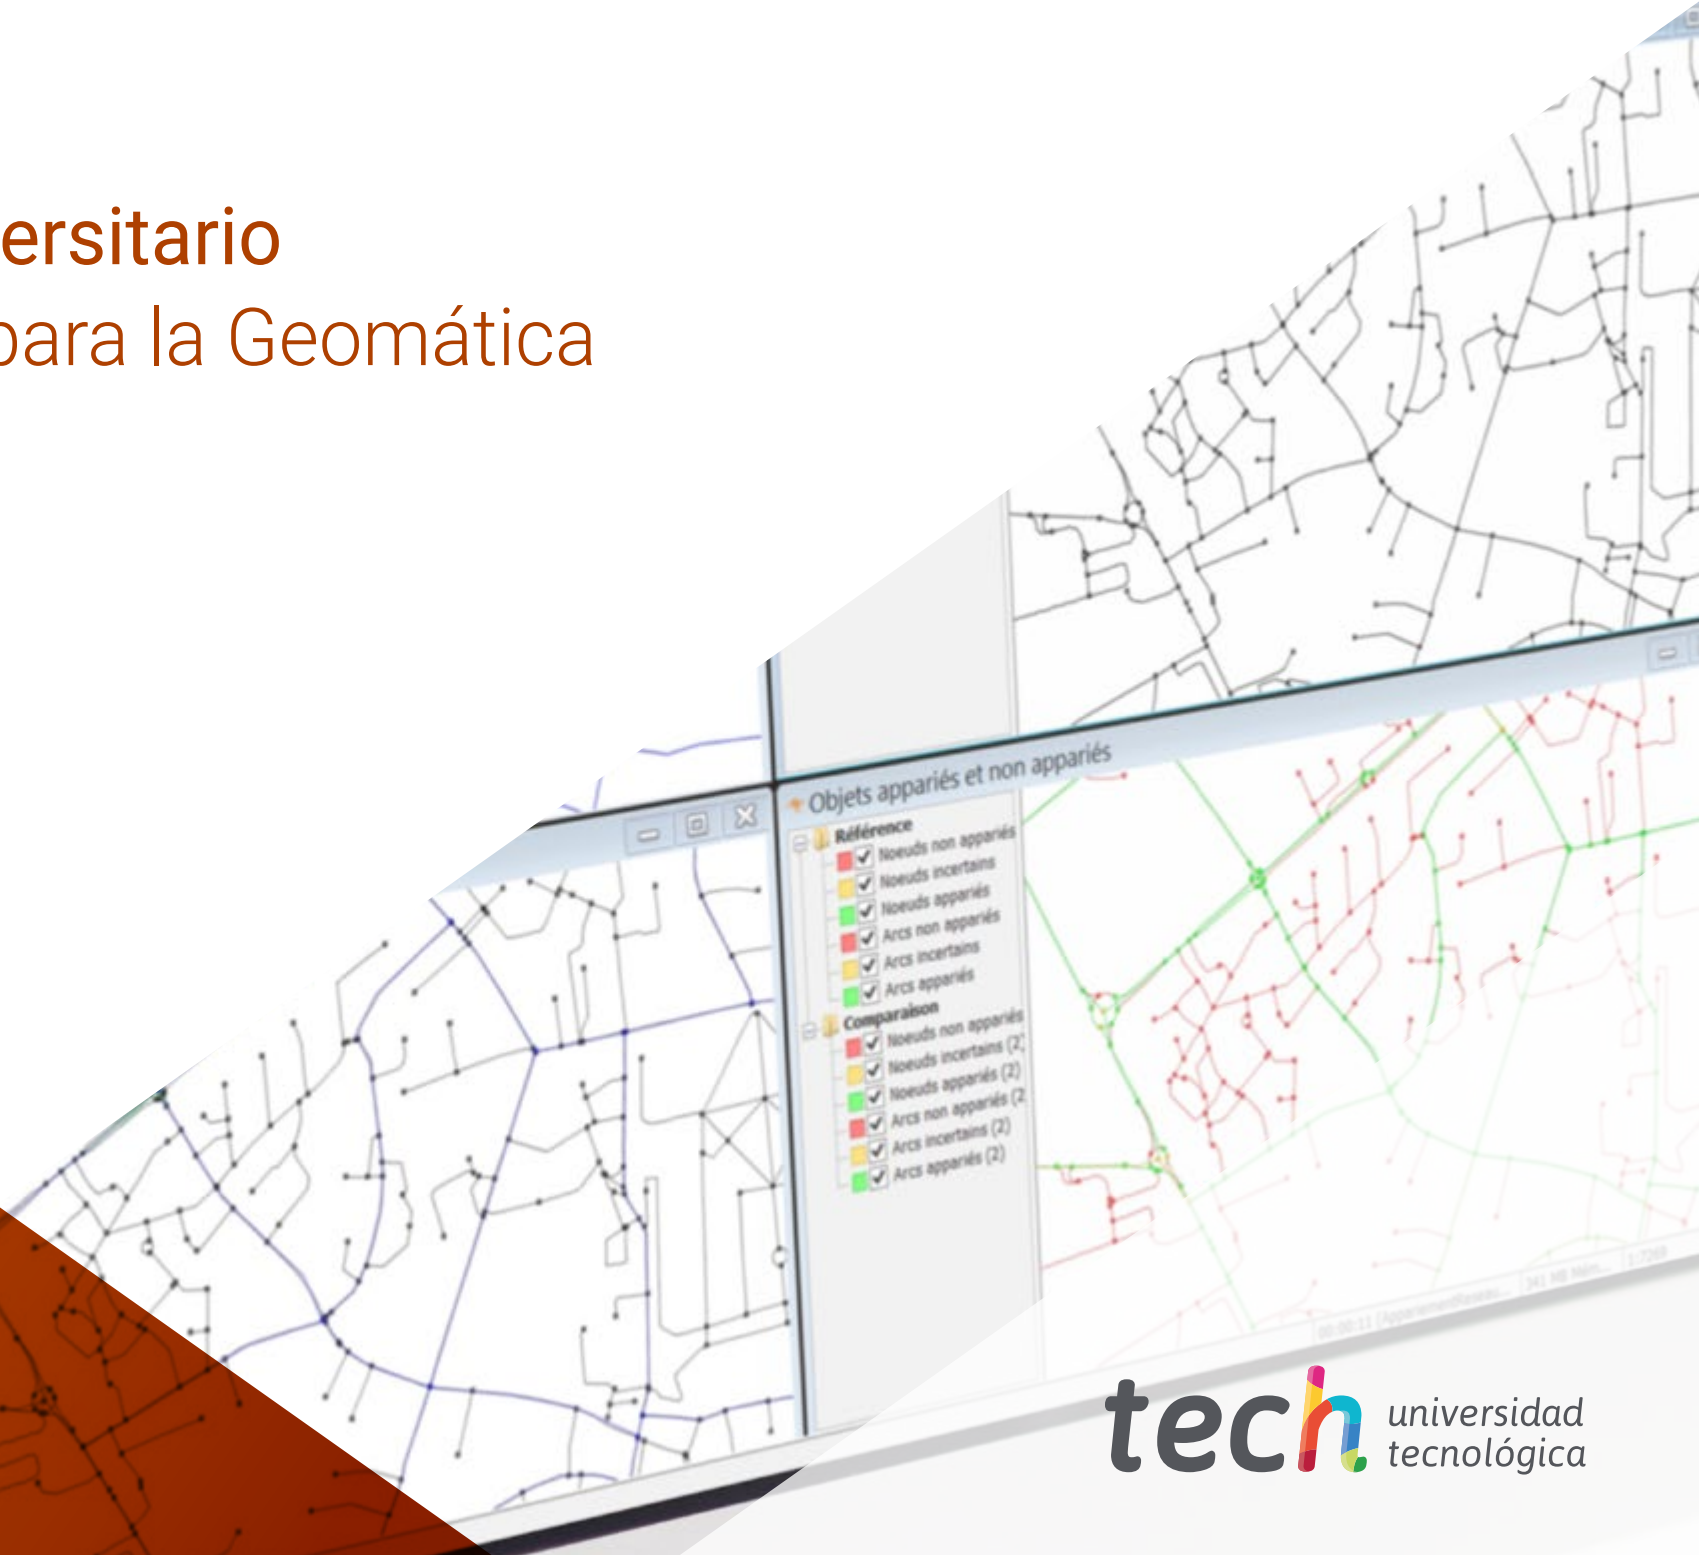 ersitario
para la Geomática
Objets appariés et non appariés
Référence
Noeuds non appariés
Noeuds incertains
Noeuds appariés
Arcs non appariés
Arcs incertains
Arcs appariés
Comparaison
Noeuds non appariés
Noeuds incertains (2)
Noeuds appariés (2)
Arcs non appariés (2
Arcs incertains (2)
Arcs appariés (2)
tech universidad
tecnológica